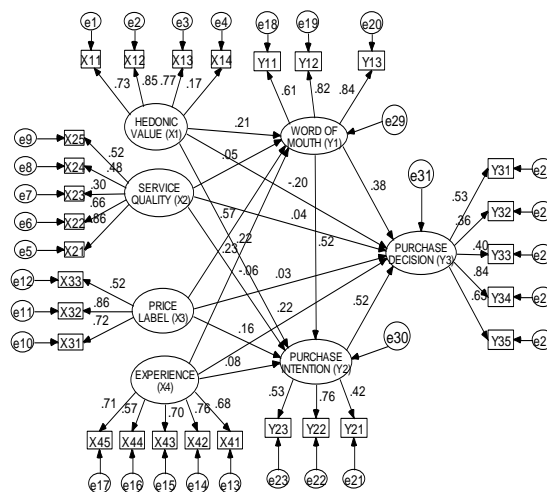 e1 e2 e3 e4
X11 X12 X13 X14
.73 .85 .77 .17
e18 e19 e20
Y11 Y12 Y13
.61 .82 .84
HEDONIC
VALUE (X1)
.21
WORD OF
MOUTH (Y1)
e29
e9 X25 .52
e8 X24 .48
e7 X23 .30
e6 X22 .66
e5 X21 .86
SERVICE
QUALITY (X2)
.05
-.20
.04
.38
.57
.22
.23
-.06
.52
e31
PURCHASE
DECISION (Y3)
.53 Y31 e2
.36 Y32 e2
.40 Y33 e2
.84 Y34 e2
Y35 e2
e12 X33 .52
e11 X32 .86
e10 X31 .72
PRICE
LABEL (X3)
.03
.22
.16
.52
e30
EXPERIENCE
(X4)
.08
PURCHASE
INTENTION (Y2)
.71 .57 .70 .76 .68
X45 X44 X43 X42 X41
e17 e16 e15 e14 e13
.53 .76 .42
Y23 Y22 Y21
e23 e22 e21